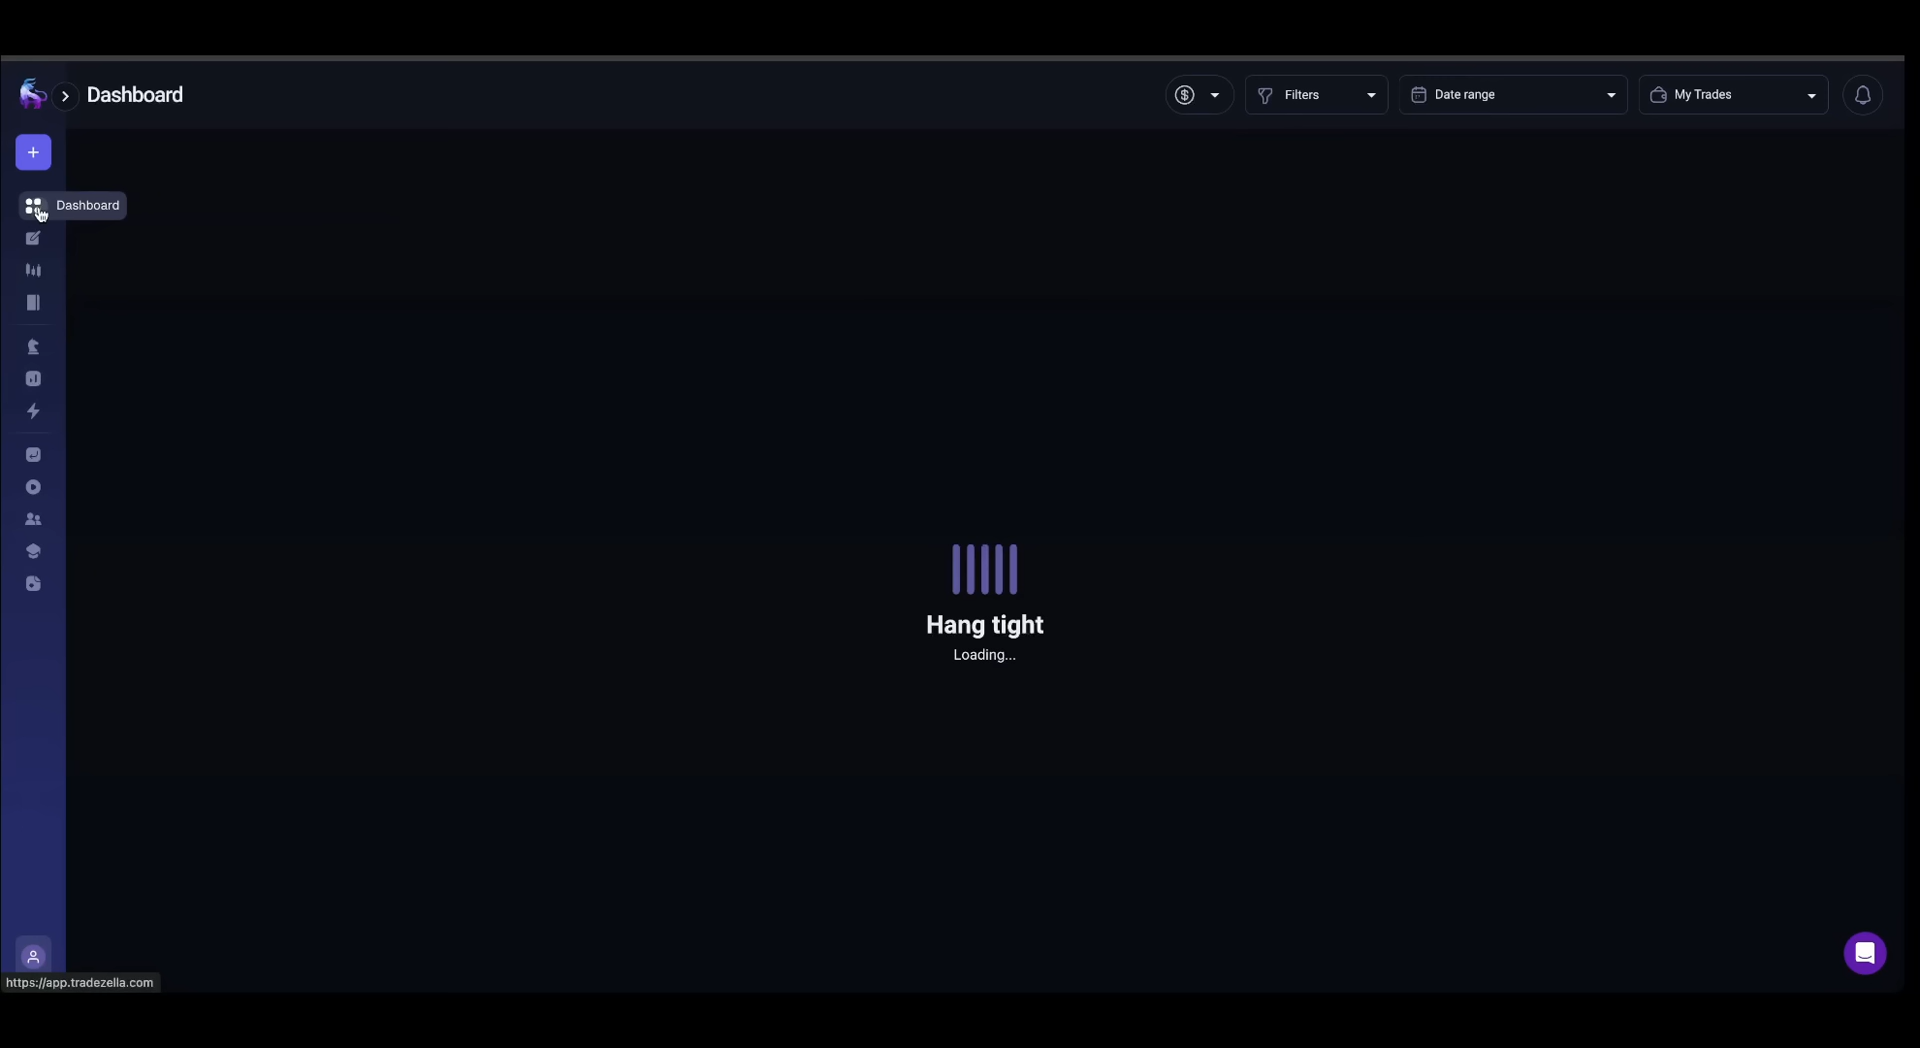 Dashboard
Filters
Date range
My Trades
Dashboard
Hang tight
Loading...
https://app.tradezella.com